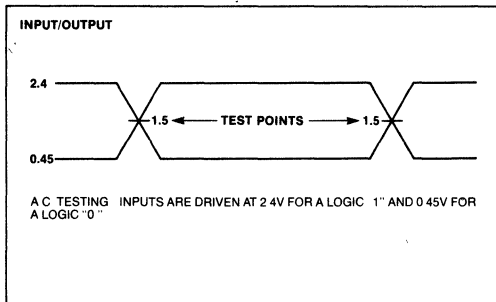 INPUT/OUTPUT
2.4
1.5 TEST POINTS 1.5
0.45
A C TESTING INPUTS ARE DRIVEN AT 2 4V FOR A LOGIC 1" AND 0 45V FOR
A LOGIC "0 "